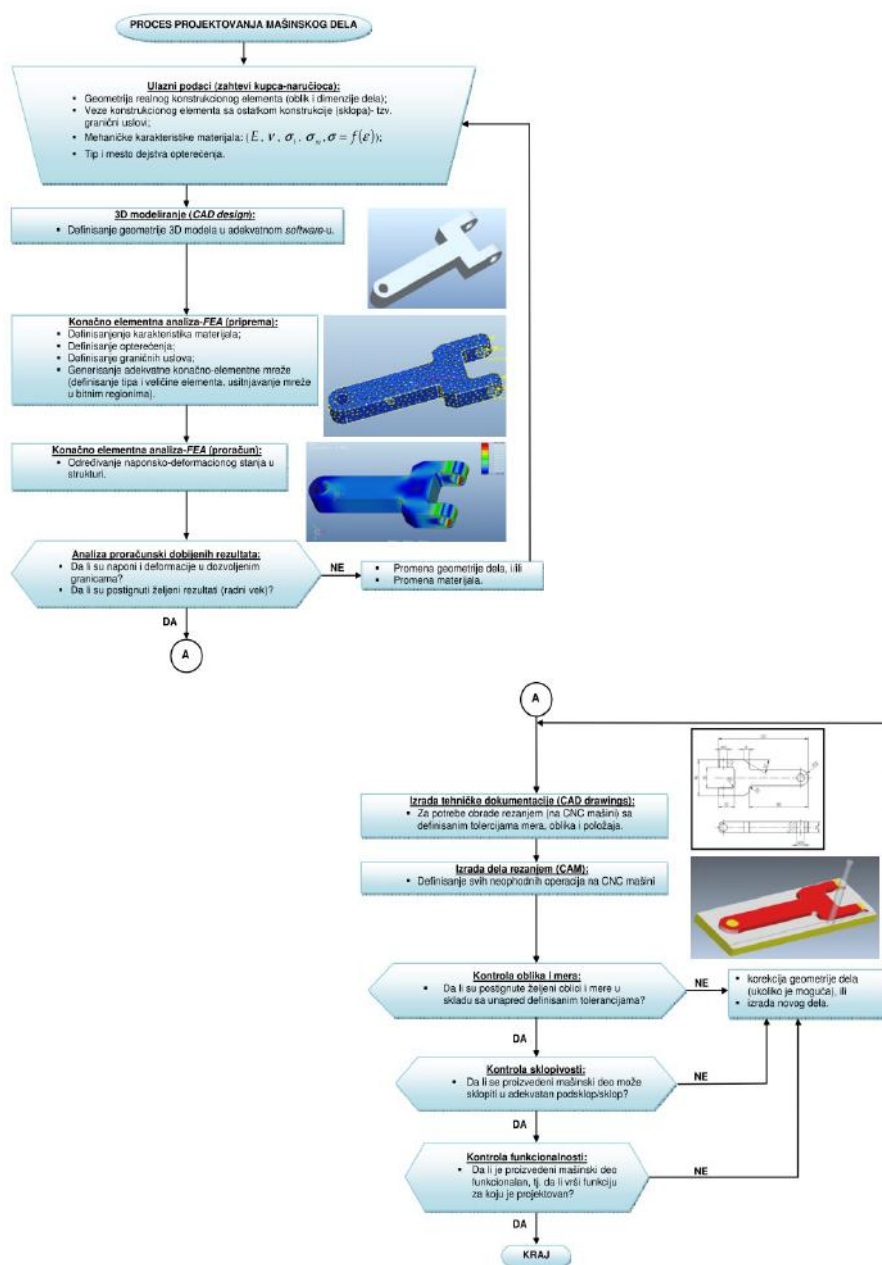 PROCES PROJEKTOVANJA MAŠINSKOG DELA
Ulazni podaci (zahtevi kupca-naručioca):
▪ Geometrija realnog konstrukcionog elementa (oblik i dimenzije dela);
▪ Veze konstrukcionog elementa sa ostatkom konstrukcije (sklopa)- tzv.
granični uslovi;
▪ Mehaničke karakteristike materijala: (E, ν, σ
, σ = f(ε));
▪ Tip i mesto dejstva opterećenja.
3D modeliranje (CAD design):
▪ Definisanje geometrije 3D modela u adekvatnom software-u.
Konačno elementna analiza-FEA (priprema):
▪ Definisanjenje karakteristika materijala;
▪ Definisanje opterećenja;
▪ Definisanje graničnih uslova;
▪ Generisanje adekvatne konačno-elementne mreže
(definisanje tipa i veličine elementa, usitnjavanje mreže
u bitnim regionima).
Konačno elementna analiza-FEA (proračun):
▪ Određivanje naponsko-deformacionog stanja u
strukturi.
Analiza proračunski dobijenih rezultata:
▪ Da li su naponi i deformacije u dozvoljenim
granicama?
▪ Da li su postignuti željeni rezultati (radni vek)?
NE
▪ Promena geometrije dela, i/ili
▪ Promena materijala.
DA
A
A
Izrada tehničke dokumentacije (CAD drawings):
▪ Za potrebe obrade rezanjem (na CNC mašini) sa
definisanim tolercijama mera, oblika i položaja.
Izrada dela rezanjem (CAM):
▪ Definisanje svih neophodnih operacija na CNC mašini
Kontrola oblika i mera:
▪ Da li su postignute željeni oblici i mere u
skladu sa unapred definisanim tolerancijama?
NE
▪ korekcija geometrije dela
(ukoliko je moguća), ili
▪ izrada novog dela.
DA
Kontrola sklopivosti:
▪ Da li se proizvedeni mašinski deo može
sklopiti u adekvatan podsklop/sklop?
NE
DA
Kontrola funkcionalnosti:
▪ Da li je proizvedeni mašinski deo
funkcionalan, tj. da li vrši funkciju
za koju je projektovan?
NE
DA
KRAJ